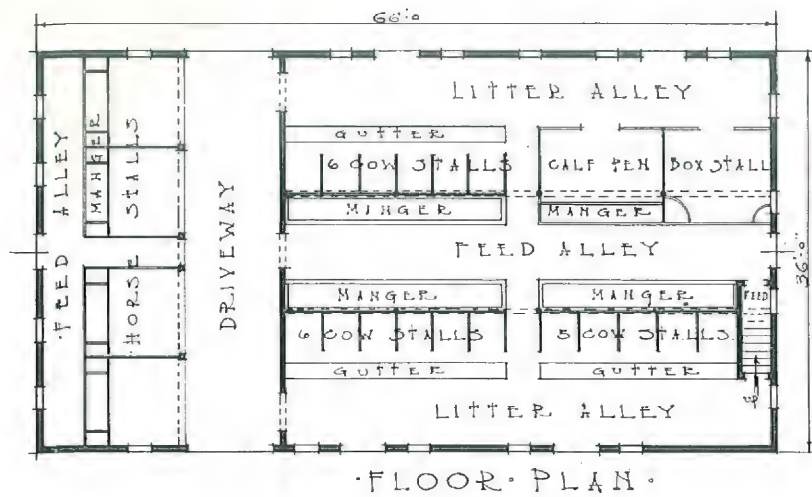 66'-0
LITTER ALLEY
GUTTER
6 COW STALLS
CALF PEN
BOX STALL
MANGER
MANGER
FEED ALLEY
MANGER
MANGER
FEED
6 COW STALLS
5 COW STALLS
GUTTER
GUTTER
LITTER ALLEY
FEED ALLEY
MANGER
HORSE STALLS
DRIVEWAY
36'-0"
·FLOOR·PLAN·